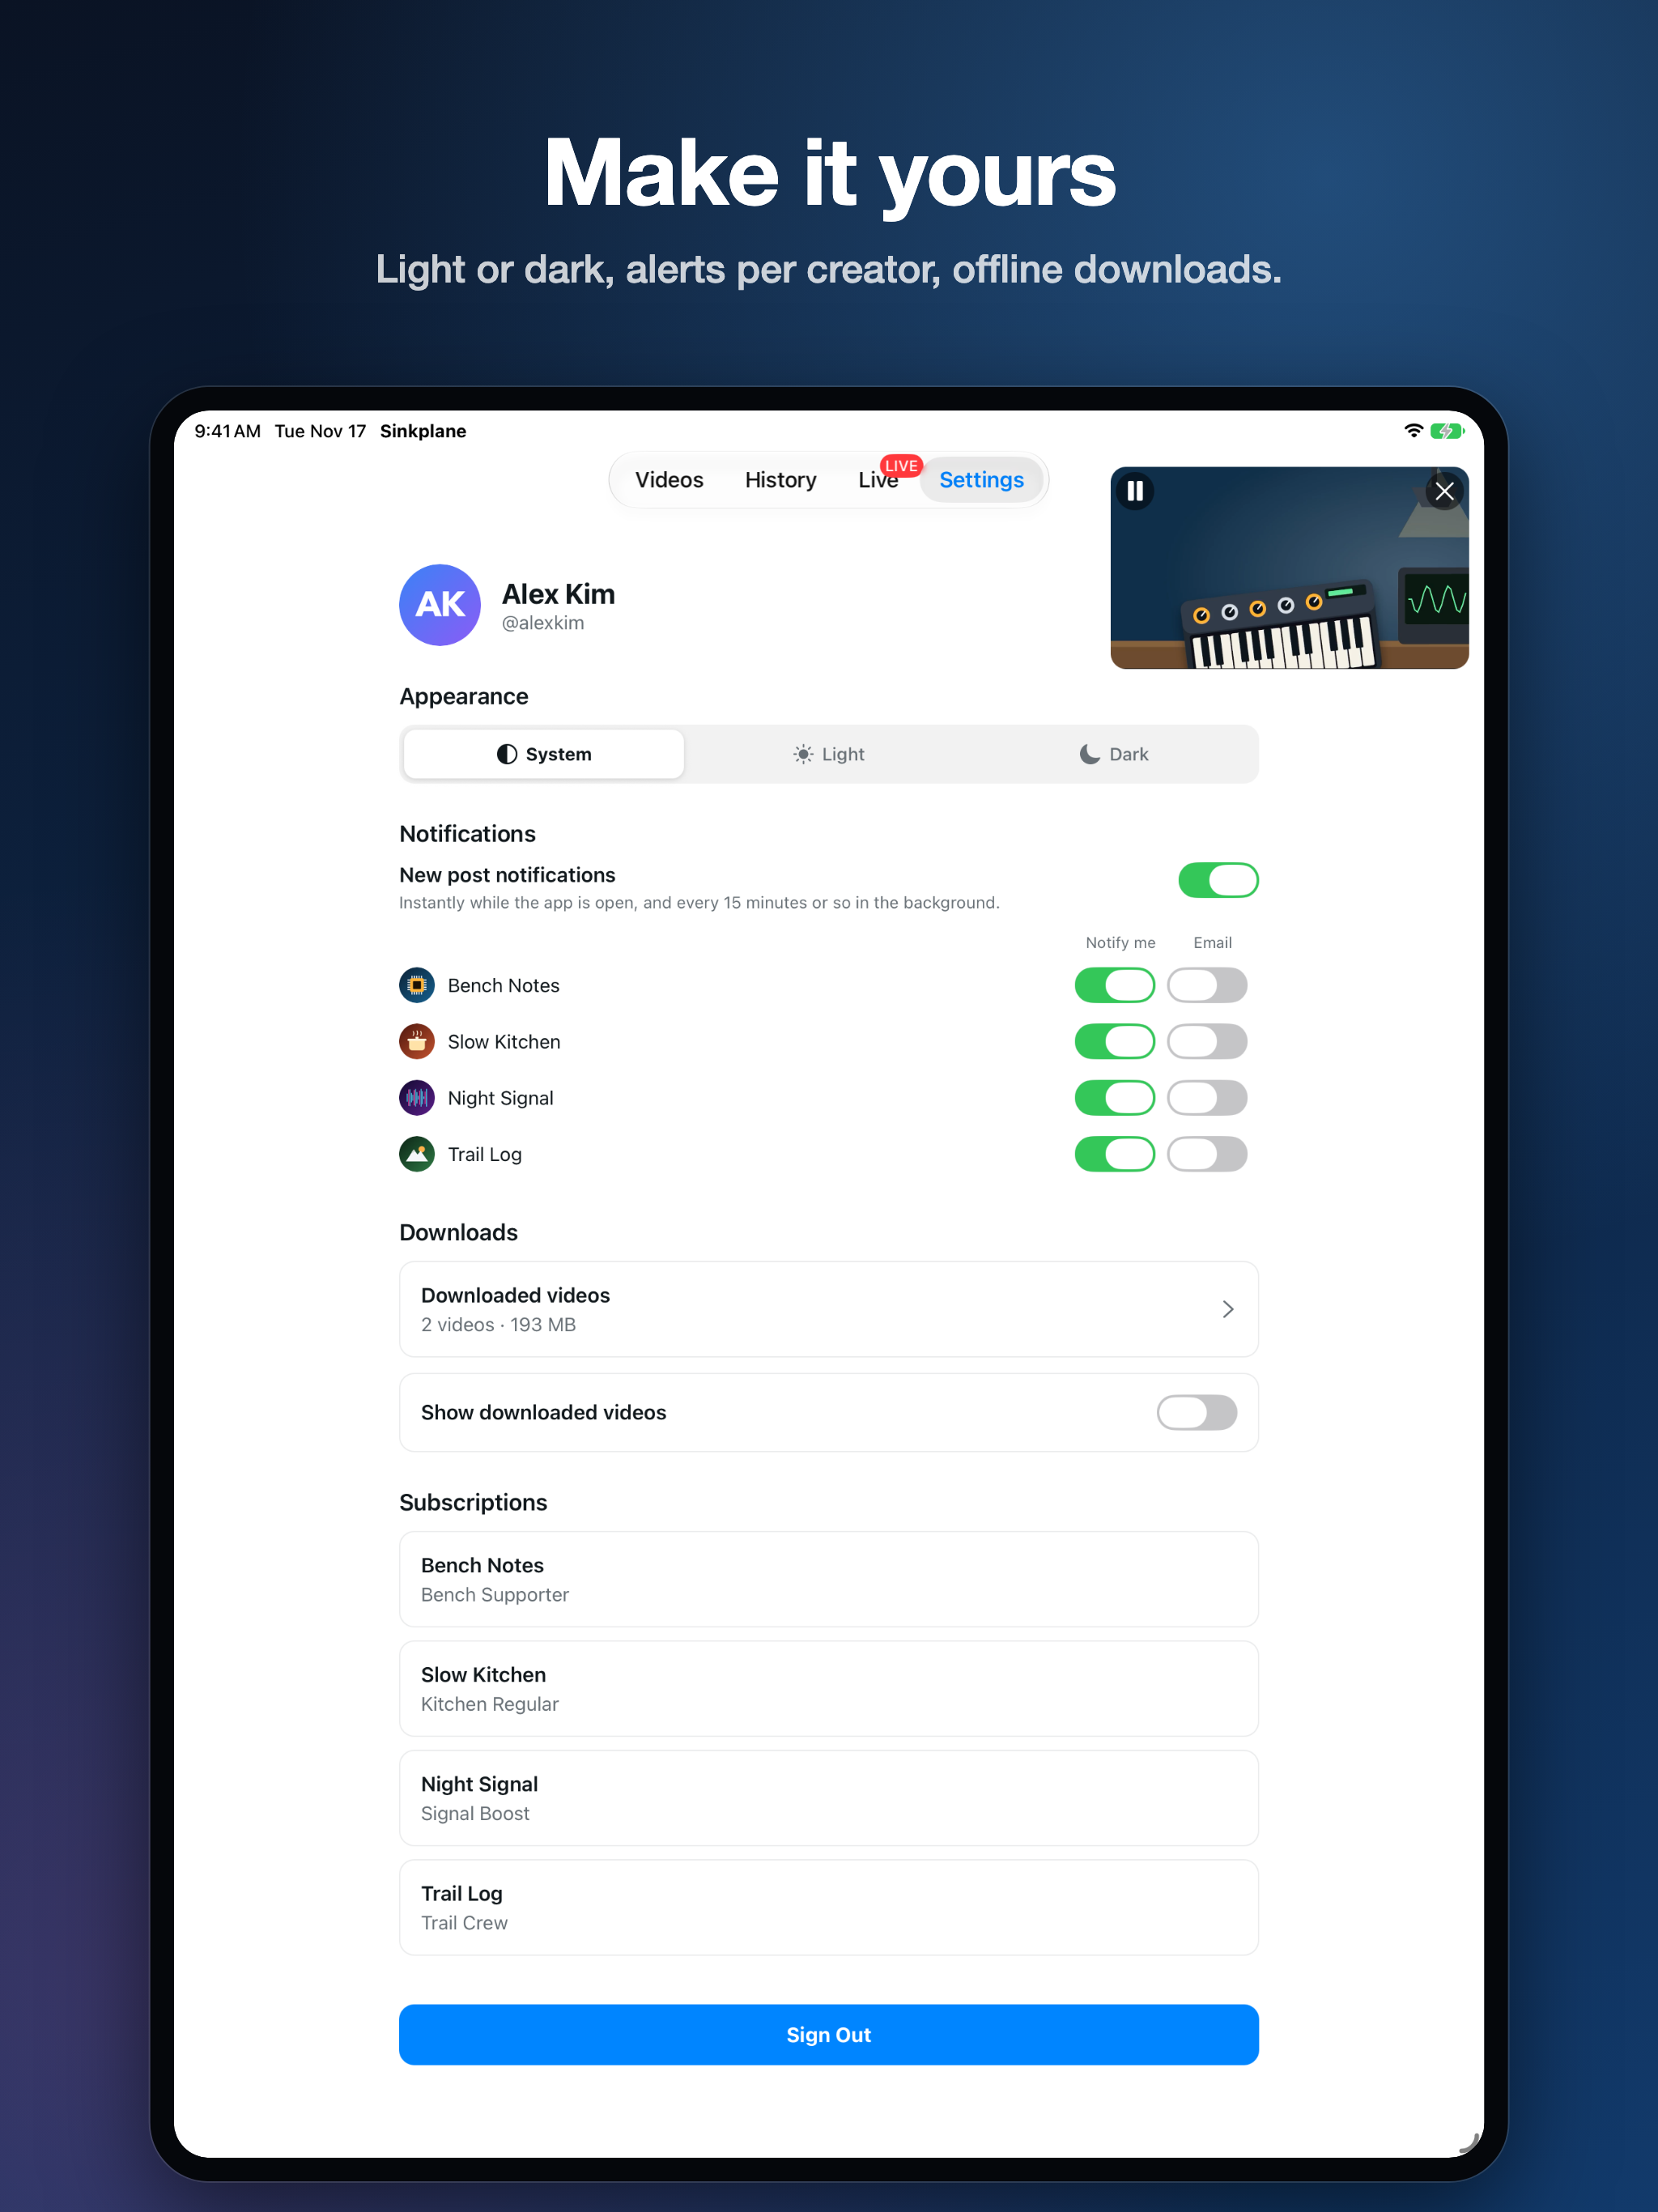 Make it yours
Light or dark, alerts per creator, offline downloads.
9:41 AM Tue Nov 17 Sinkplane
Videos History Live LIVE Settings
AK
Alex Kim
@alexkim
Appearance
System Light Dark
Notifications
New post notifications
Instantly while the app is open, and every 15 minutes or so in the background.
Notify me Email
Bench Notes
Slow Kitchen
Night Signal
Trail Log
Downloads
Downloaded videos
2 videos · 193 MB
Show downloaded videos
Subscriptions
Bench Notes
Bench Supporter
Slow Kitchen
Kitchen Regular
Night Signal
Signal Boost
Trail Log
Trail Crew
Sign Out